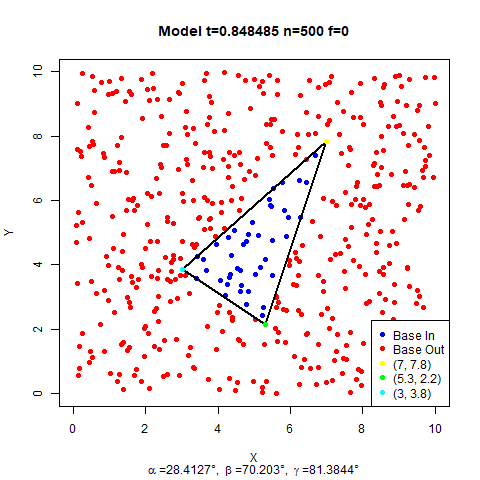 Model t=0.848485 n=500 f=0
10
8
6
4
2
0
Y
Base In
Base Out
(7, 7.8)
(5.3, 2.2)
(3, 3.8)
0 2 4 6 8 10
X
α =28.4127°, β =70.203°, γ =81.3844°